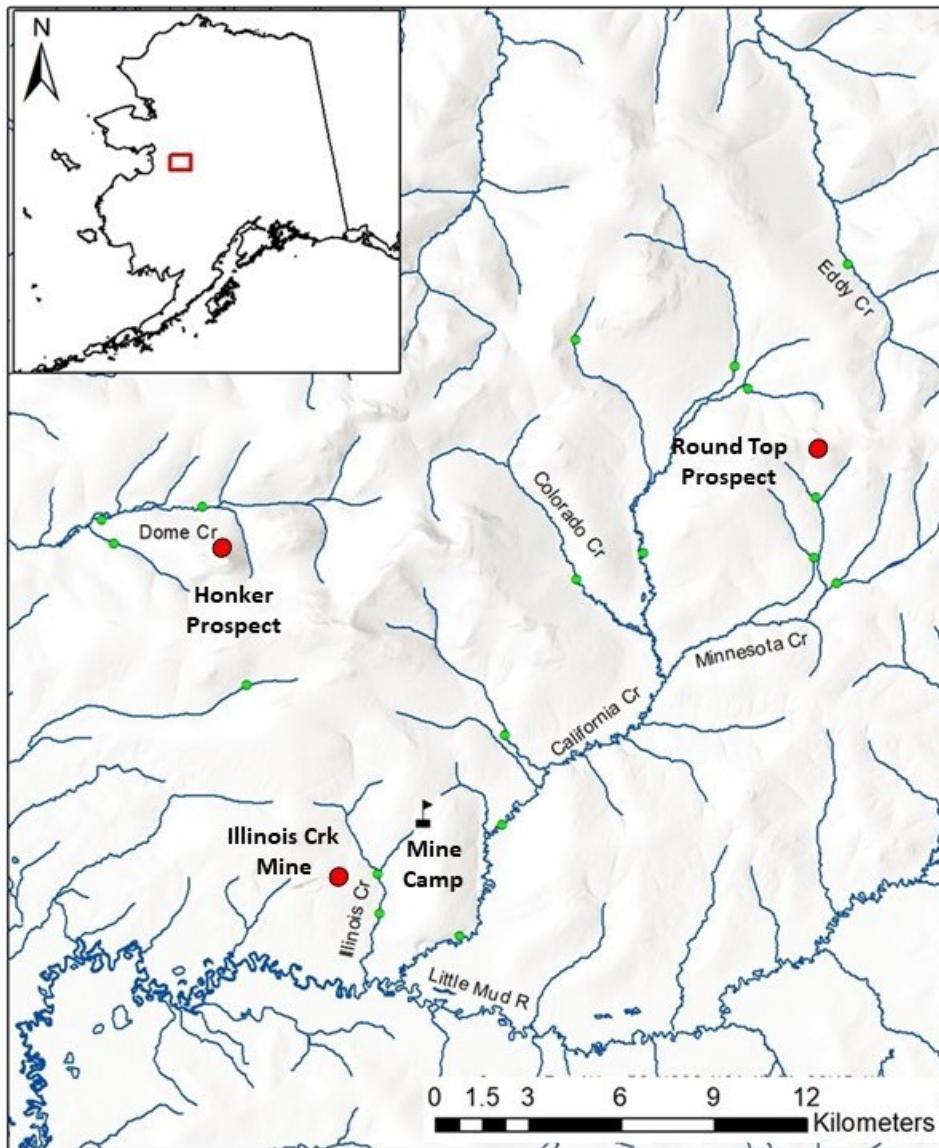 N
Eddy Cr
Round Top
Prospect
Colorado Cr
Dome Cr
Honker
Prospect
Minnesota Cr
California Cr
Illinois Crk
Mine
Mine
Camp
Illinois Cr
Little Mud R
0 1.5 3 6 9 12
Kilometers